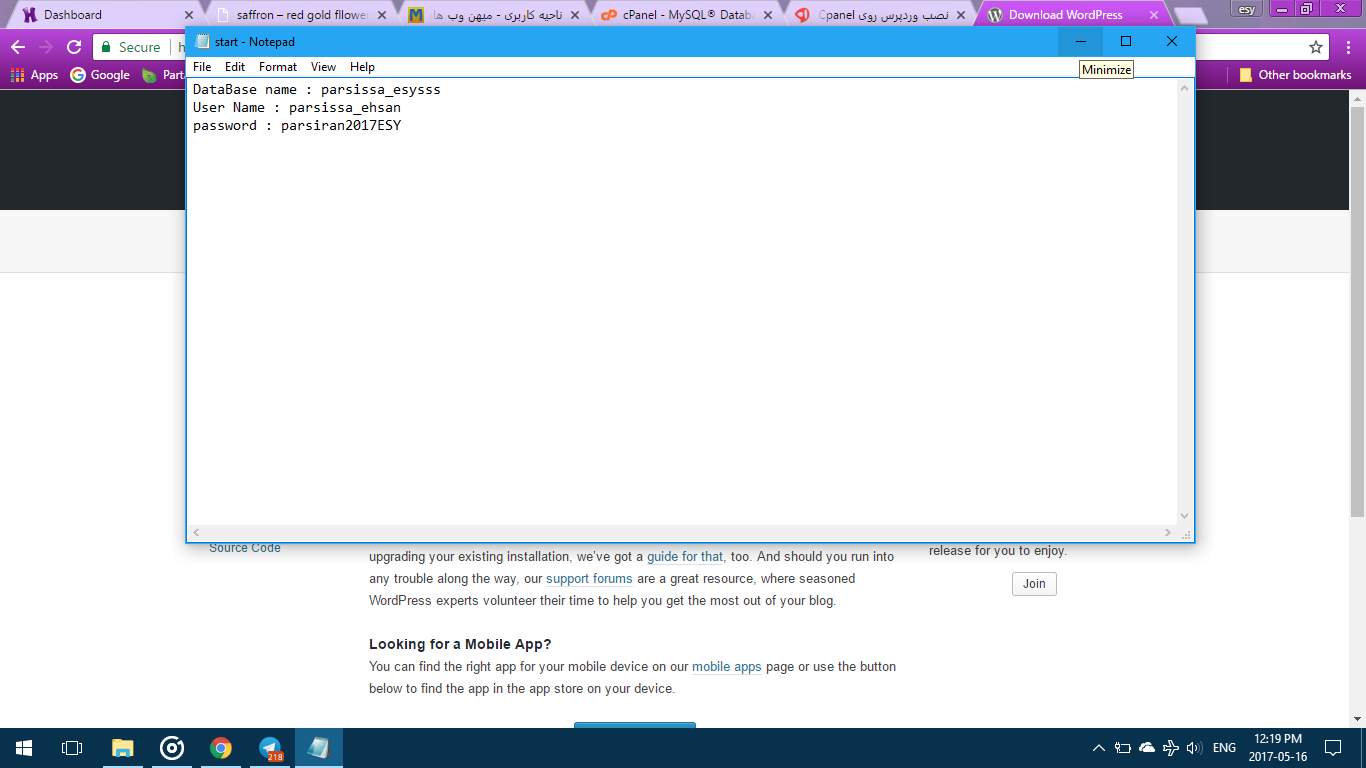 Dashboard
saffron – red gold fllower
ناحیه کاربری - میهن وب ها
cPanel - MySQL® Databa
نصب وردپرس روی Cpanel
Download WordPress
esy
Secure
Apps
Google
Part
Other bookmarks
start - Notepad
Minimize
File Edit Format View Help
DataBase name : parsissa_esysss
User Name : parsissa_ehsan
password : parsiran2017ESY
Source Code
upgrading your existing installation, we've got a guide for that, too. And should you run into
any trouble along the way, our support forums are a great resource, where seasoned
WordPress experts volunteer their time to help you get the most out of your blog.
release for you to enjoy.
Join
Looking for a Mobile App?
You can find the right app for your mobile device on our mobile apps page or use the button
below to find the app in the app store on your device.
218
ENG
12:19 PM
2017-05-16